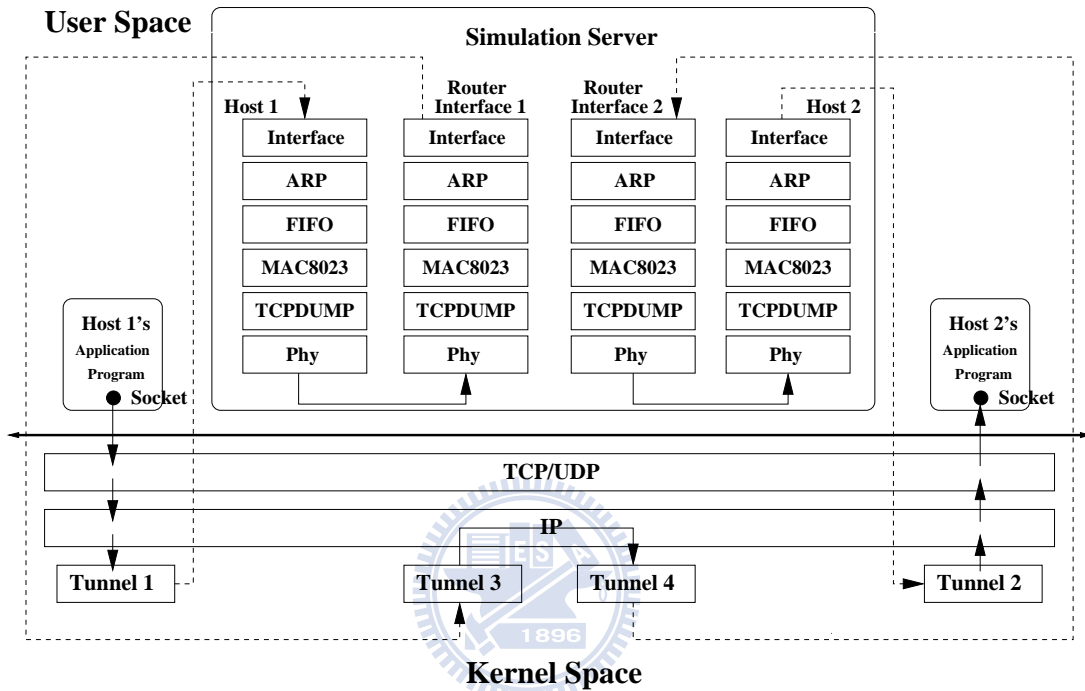 User Space
Simulation Server
Host 1
Router
Interface 1
Router
Interface 2
Host 2
Interface
ARP
FIFO
MAC8023
TCPDUMP
Phy
Interface
ARP
FIFO
MAC8023
TCPDUMP
Phy
Interface
ARP
FIFO
MAC8023
TCPDUMP
Phy
Interface
ARP
FIFO
MAC8023
TCPDUMP
Phy
Host 1's
Application
Program
Socket
Host 2's
Application
Program
Socket
TCP/UDP
IP
E S A
Tunnel 1
Tunnel 3
Tunnel 4
Tunnel 2
1896
Kernel Space